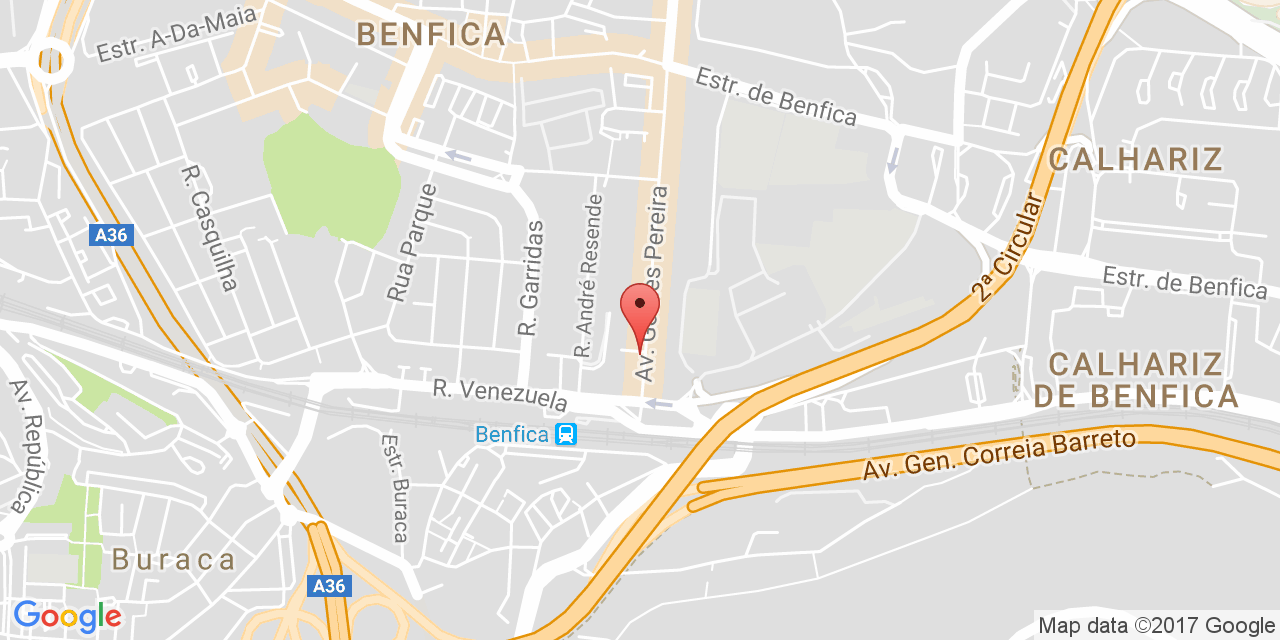 Estr. A-Da-Maia
BENFICA
Estr. de Benfica
CALHARIZ
R. Casquilha
Rua Parque
R. Garridas
R. André Resende
Pereira
2ª Circular
A36
Estr. de Benfica
CALHARIZ
DE BENFICA
Av. República
R. Venezuela
Av.
Benfica
Estr. Buraca
Av. Gen. Correia Barreto
Buraca
A36
Google
Map data ©2017 Google